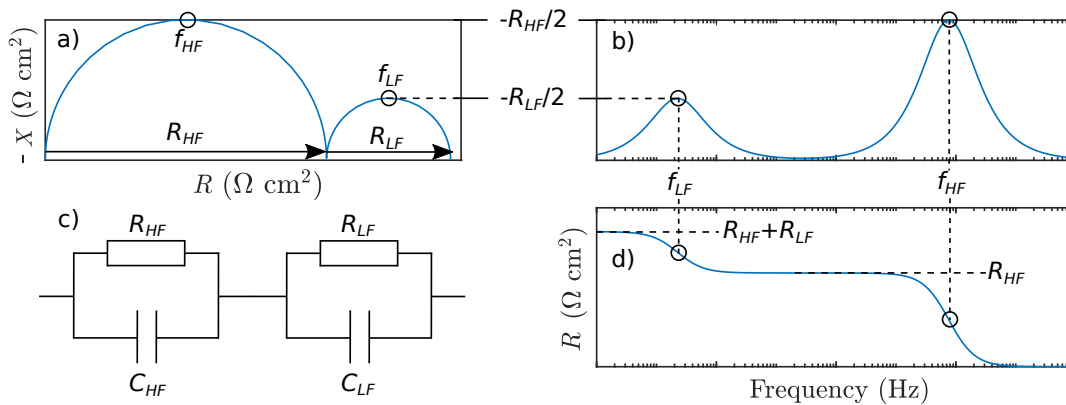 a)
f_HF
f_LF
R_HF
R_LF
- X (Ω cm²)
R (Ω cm²)
-R_HF/2
-R_LF/2
b)
f_LF
f_HF
c)
R_HF
R_LF
C_HF
C_LF
d)
R_HF+R_LF
R_HF
R (Ω cm²)
Frequency (Hz)